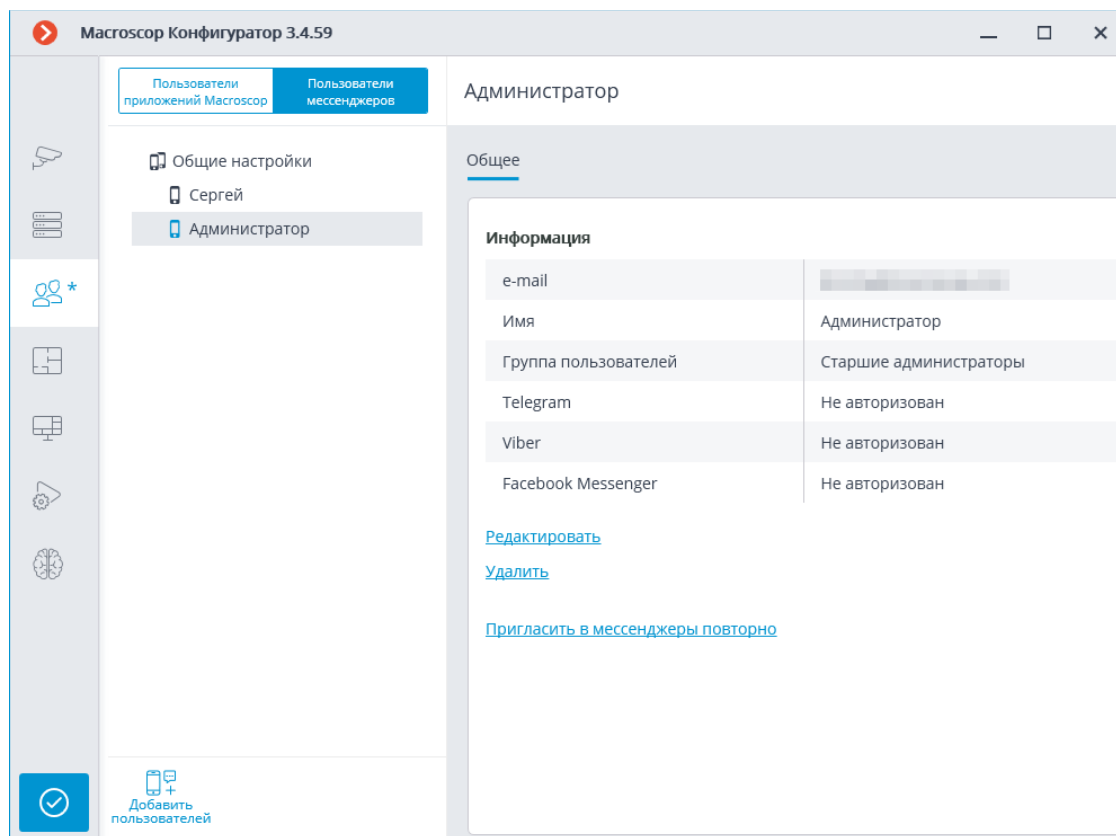 Macroscop Конфигуратор 3.4.59
Пользователи
приложений Macroscop
Пользователи
мессенджеров
Общие настройки
Сергей
Администратор
Добавить
пользователей
Администратор
Общее
Информация
e-mail
Имя Администратор
Группа пользователей Старшие администраторы
Telegram Не авторизован
Viber Не авторизован
Facebook Messenger Не авторизован
Редактировать
Удалить
Пригласить в мессенджеры повторно
*